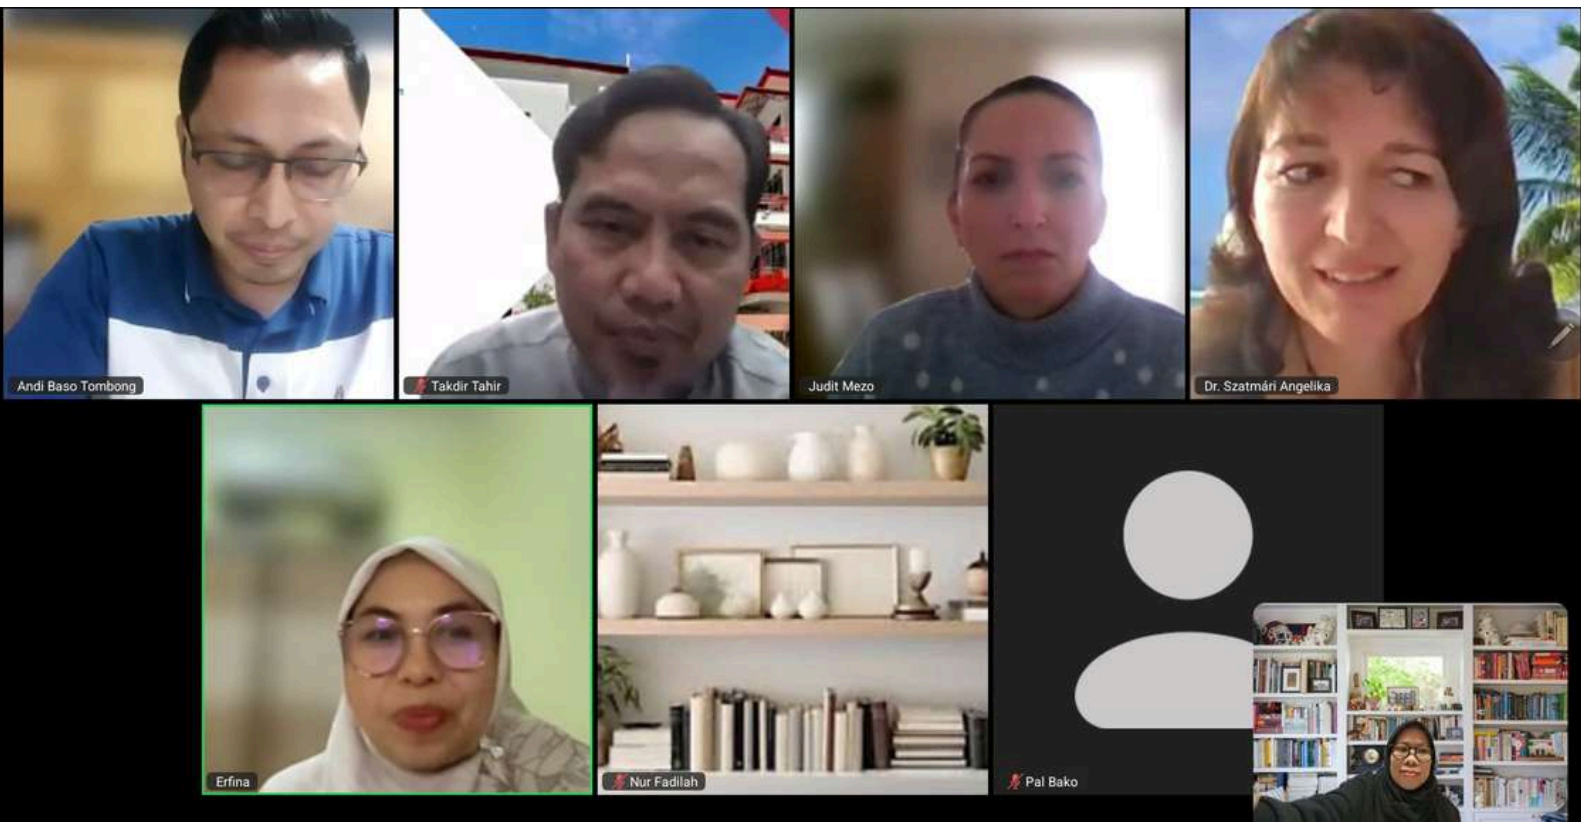 Andi Baso Tombong
Takdir Tahir
Judit Mezo
Dr. Szatmári Angelika
Erfina
Nur Fadilah
Pal Bako